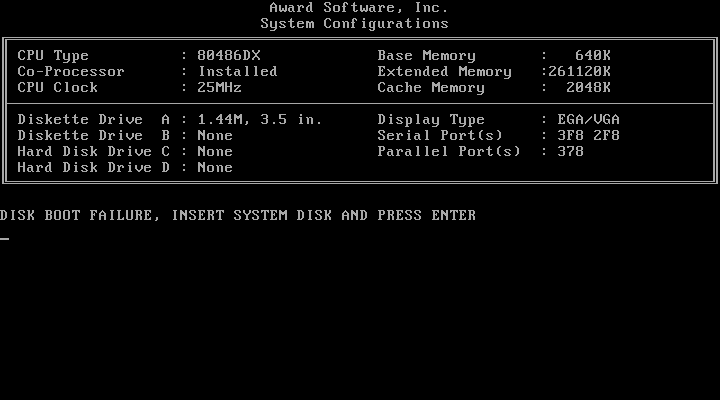 Award Software, Inc.
System Configurations
CPU Type : 80486DX Base Memory : 640K
Co-Processor : Installed Extended Memory :261120K
CPU Clock : 25MHz Cache Memory : 2048K
Diskette Drive A : 1.44M, 3.5 in. Display Type : EGA/VGA
Diskette Drive B : None Serial Port(s) : 3F8 2F8
Hard Disk Drive C : None Parallel Port(s) : 378
Hard Disk Drive D : None
DISK BOOT FAILURE, INSERT SYSTEM DISK AND PRESS ENTER
_